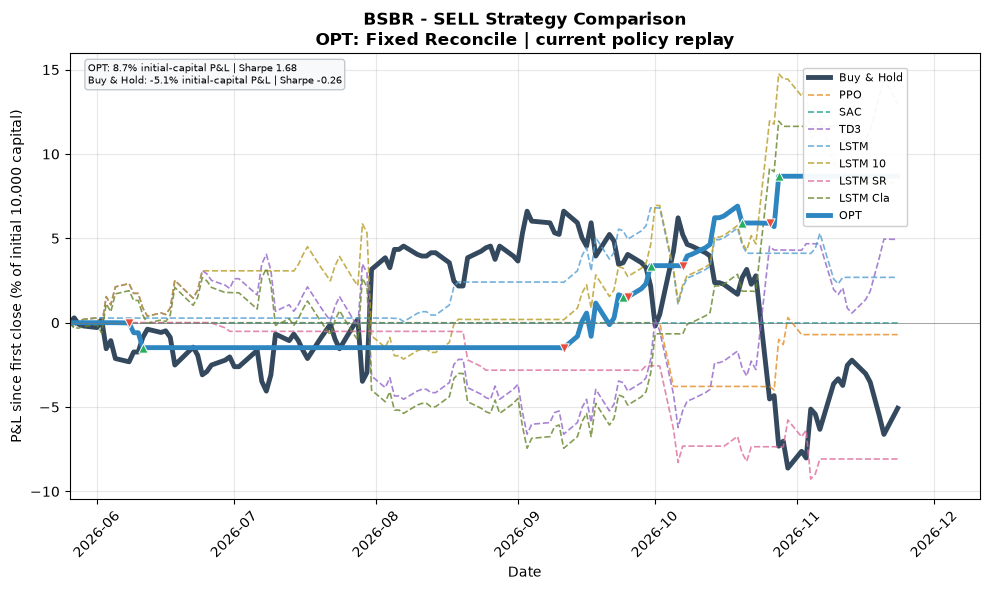 BSBR - SELL Strategy Comparison
OPT: Fixed Reconcile | current policy replay
OPT: 8.7% initial-capital P&L | Sharpe 1.68
Buy & Hold: -5.1% initial-capital P&L | Sharpe -0.26
Buy & Hold
PPO
SAC
TD3
LSTM
LSTM 10
LSTM SR
LSTM Cla
OPT
P&L since first close (% of initial 10,000 capital)
15
10
5
0
−5
−10
2026-06
2026-07
2026-08
2026-09
2026-10
2026-11
2026-12
Date